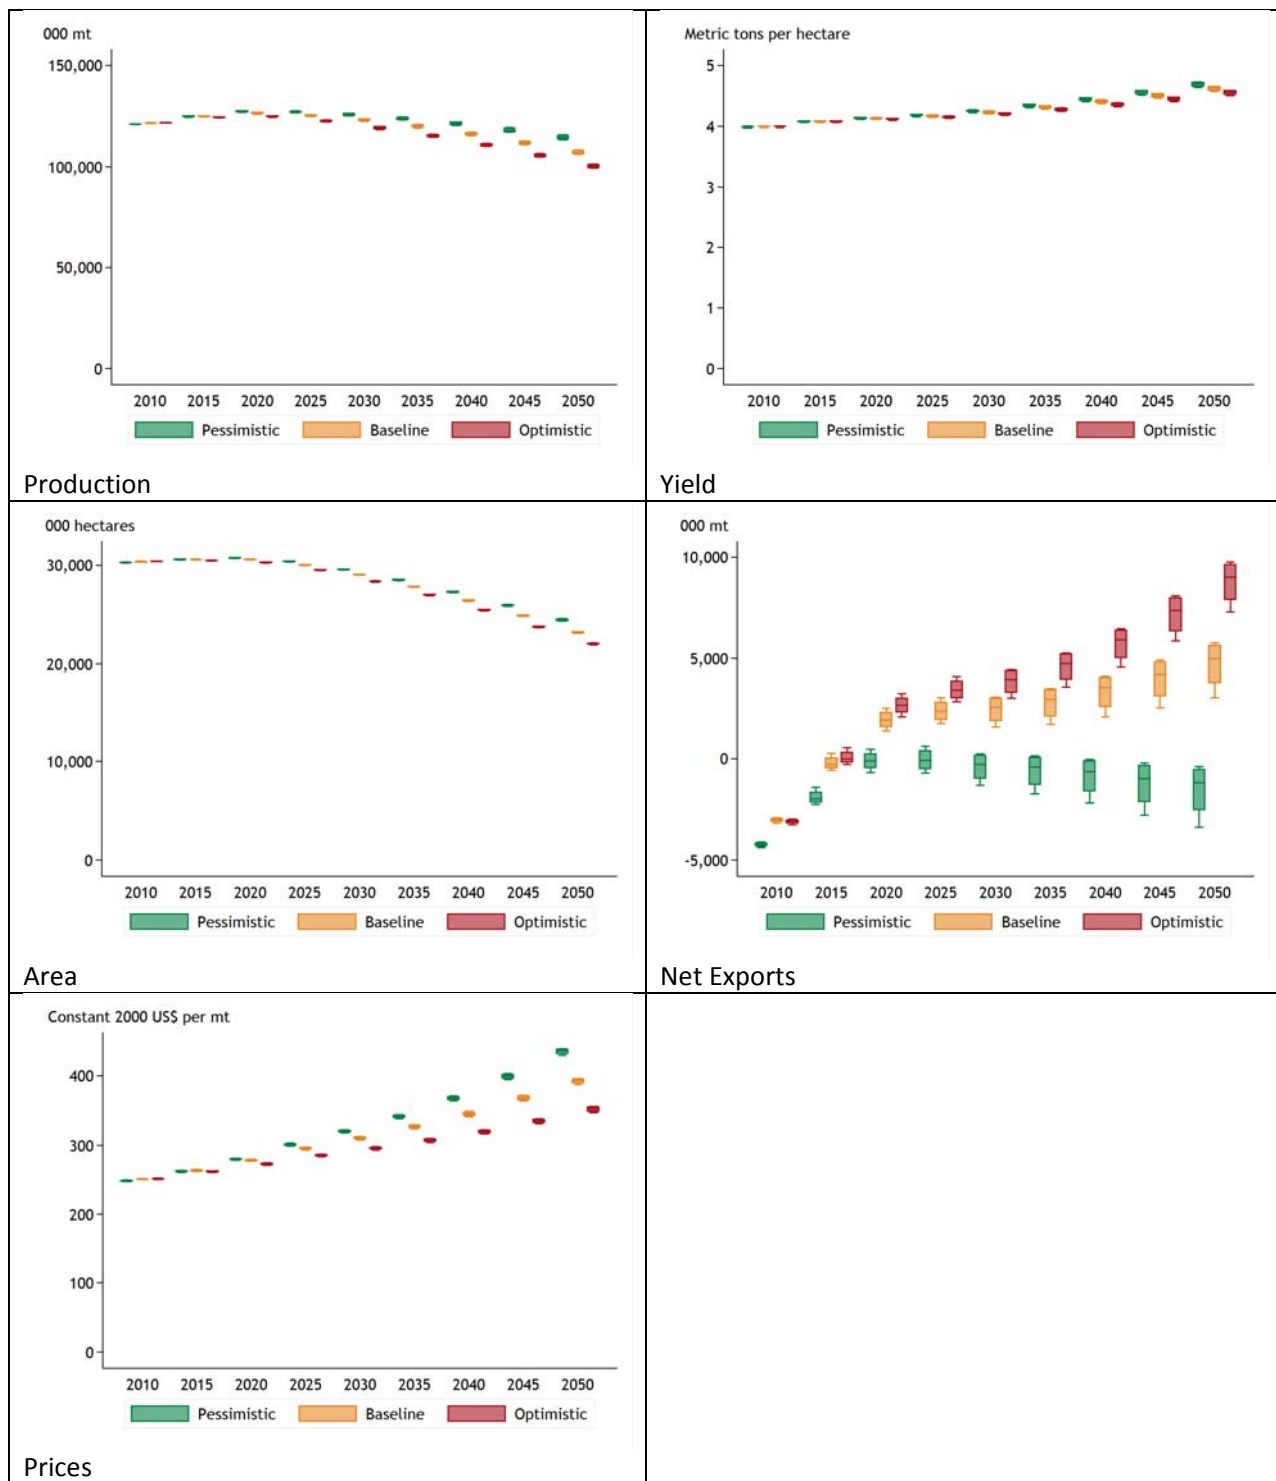 000 mt
150,000
100,000
50,000
0
2010 2015 2020 2025 2030 2035 2040 2045 2050
Pessimistic Baseline Optimistic
Production
Metric tons per hectare
5
4
3
2
1
0
2010 2015 2020 2025 2030 2035 2040 2045 2050
Pessimistic Baseline Optimistic
Yield
000 hectares
30,000
20,000
10,000
0
2010 2015 2020 2025 2030 2035 2040 2045 2050
Pessimistic Baseline Optimistic
Area
000 mt
10,000
5,000
0
-5,000
2010 2015 2020 2025 2030 2035 2040 2045 2050
Pessimistic Baseline Optimistic
Net Exports
Constant 2000 US$ per mt
400
300
200
100
0
2010 2015 2020 2025 2030 2035 2040 2045 2050
Pessimistic Baseline Optimistic
Prices